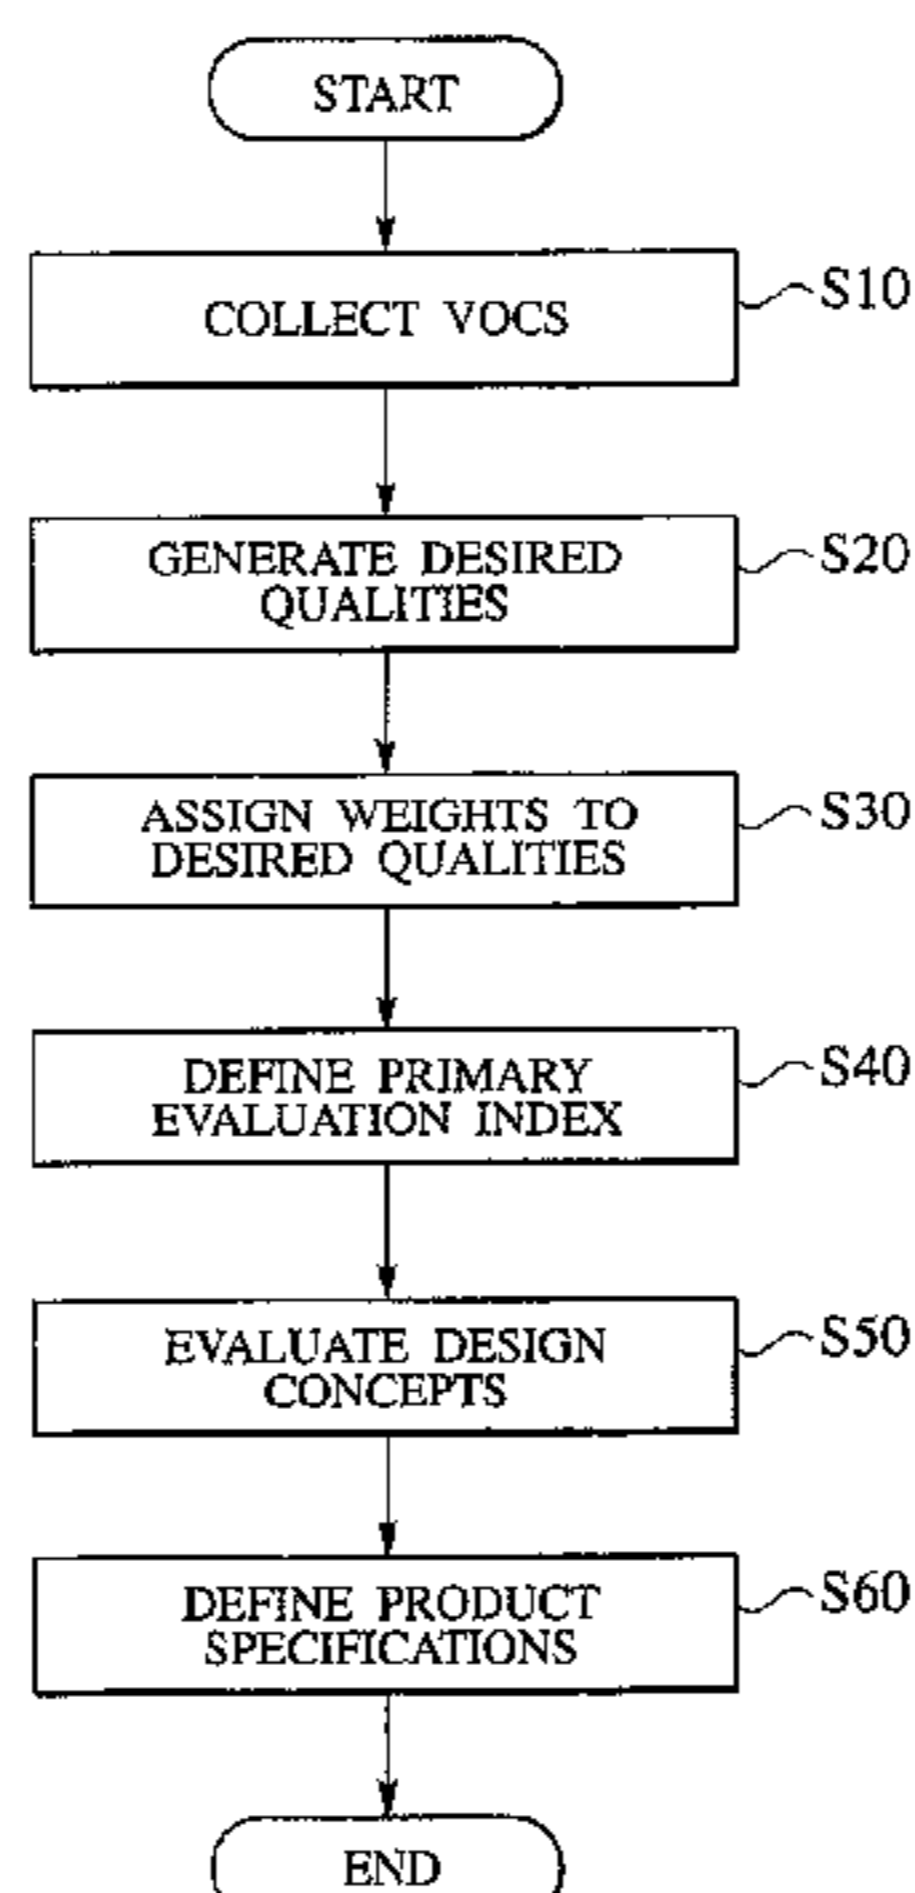 START
COLLECT VOCS
S10
GENERATE DESIRED
QUALITIES
S20
ASSIGN WEIGHTS TO
DESIRED QUALITIES
S30
DEFINE PRIMARY
EVALUATION INDEX
S40
EVALUATE DESIGN
CONCEPTS
S50
DEFINE PRODUCT
SPECIFICATIONS
S60
END